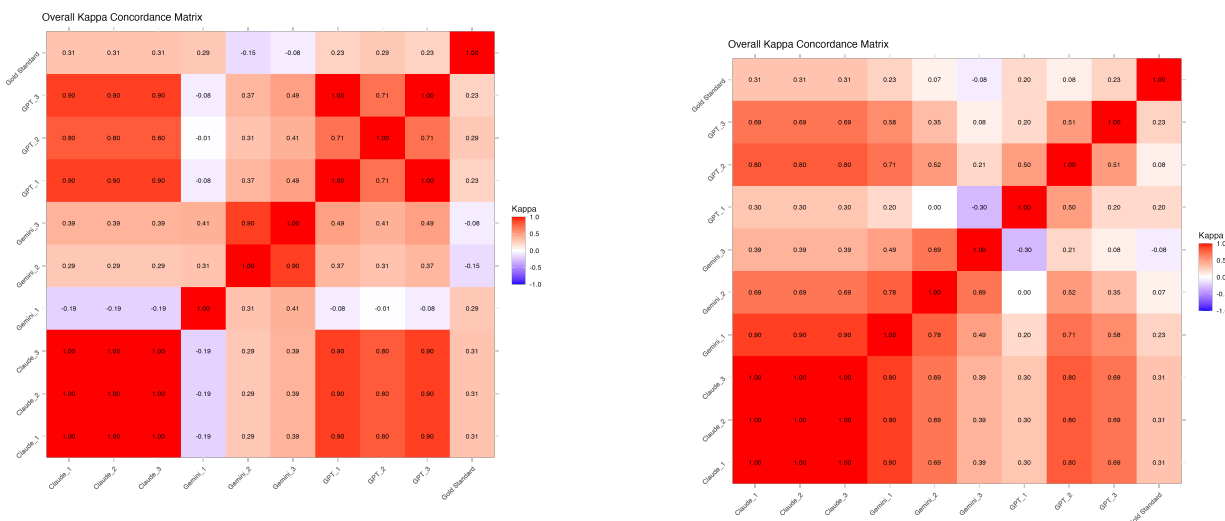 Overall Kappa Concordance Matrix
Gold Standard 0.31 0.31 0.31 0.29 -0.15 -0.08 0.23 0.29 0.23 1.00
GPT_3 0.90 0.90 0.90 -0.08 0.37 0.49 1.00 0.71 1.00 0.23
GPT_2 0.80 0.80 0.80 -0.01 0.31 0.41 0.71 1.00 0.71 0.29
GPT_1 0.90 0.90 0.90 -0.08 0.37 0.49 1.00 0.71 1.00 0.23
Gemini_3 0.39 0.39 0.39 0.41 0.90 1.00 0.49 0.41 0.49 -0.08
Gemini_2 0.29 0.29 0.29 0.31 1.00 0.90 0.37 0.31 0.37 -0.15
Gemini_1 -0.19 -0.19 -0.19 1.00 0.31 0.41 -0.08 -0.01 -0.08 0.29
Claude_3 1.00 1.00 1.00 -0.19 0.29 0.39 0.90 0.80 0.90 0.31
Claude_2 1.00 1.00 1.00 -0.19 0.29 0.39 0.90 0.80 0.90 0.31
Claude_1 1.00 1.00 1.00 -0.19 0.29 0.39 0.90 0.80 0.90 0.31
Claude_1 Claude_2 Claude_3 Gemini_1 Gemini_2 Gemini_3 GPT_1 GPT_2 GPT_3 Gold Standard
Kappa
1.0
0.5
0.0
-0.5
-1.0
Overall Kappa Concordance Matrix
Gold Standard 0.31 0.31 0.31 0.23 0.07 -0.08 0.20 0.08 0.23 1.00
GPT_3 0.69 0.69 0.69 0.58 0.35 0.08 0.20 0.51 1.00 0.23
GPT_2 0.80 0.80 0.80 0.71 0.52 0.21 0.50 1.00 0.51 0.08
GPT_1 0.30 0.30 0.30 0.20 0.00 -0.30 1.00 0.50 0.20 0.20
Gemini_3 0.39 0.39 0.39 0.49 0.69 1.00 -0.30 0.21 0.08 -0.08
Gemini_2 0.69 0.69 0.69 0.78 1.00 0.69 0.00 0.52 0.35 0.07
Gemini_1 0.90 0.90 0.90 1.00 0.78 0.49 0.20 0.71 0.58 0.23
Claude_3 1.00 1.00 1.00 0.90 0.69 0.39 0.30 0.80 0.69 0.31
Claude_2 1.00 1.00 1.00 0.90 0.69 0.39 0.30 0.80 0.69 0.31
Claude_1 1.00 1.00 1.00 0.90 0.69 0.39 0.30 0.80 0.69 0.31
Claude_1 Claude_2 Claude_3 Gemini_1 Gemini_2 Gemini_3 GPT_1 GPT_2 GPT_3 Standard
Kappa
1.0
0.5
0.0
-0.5
-1.0